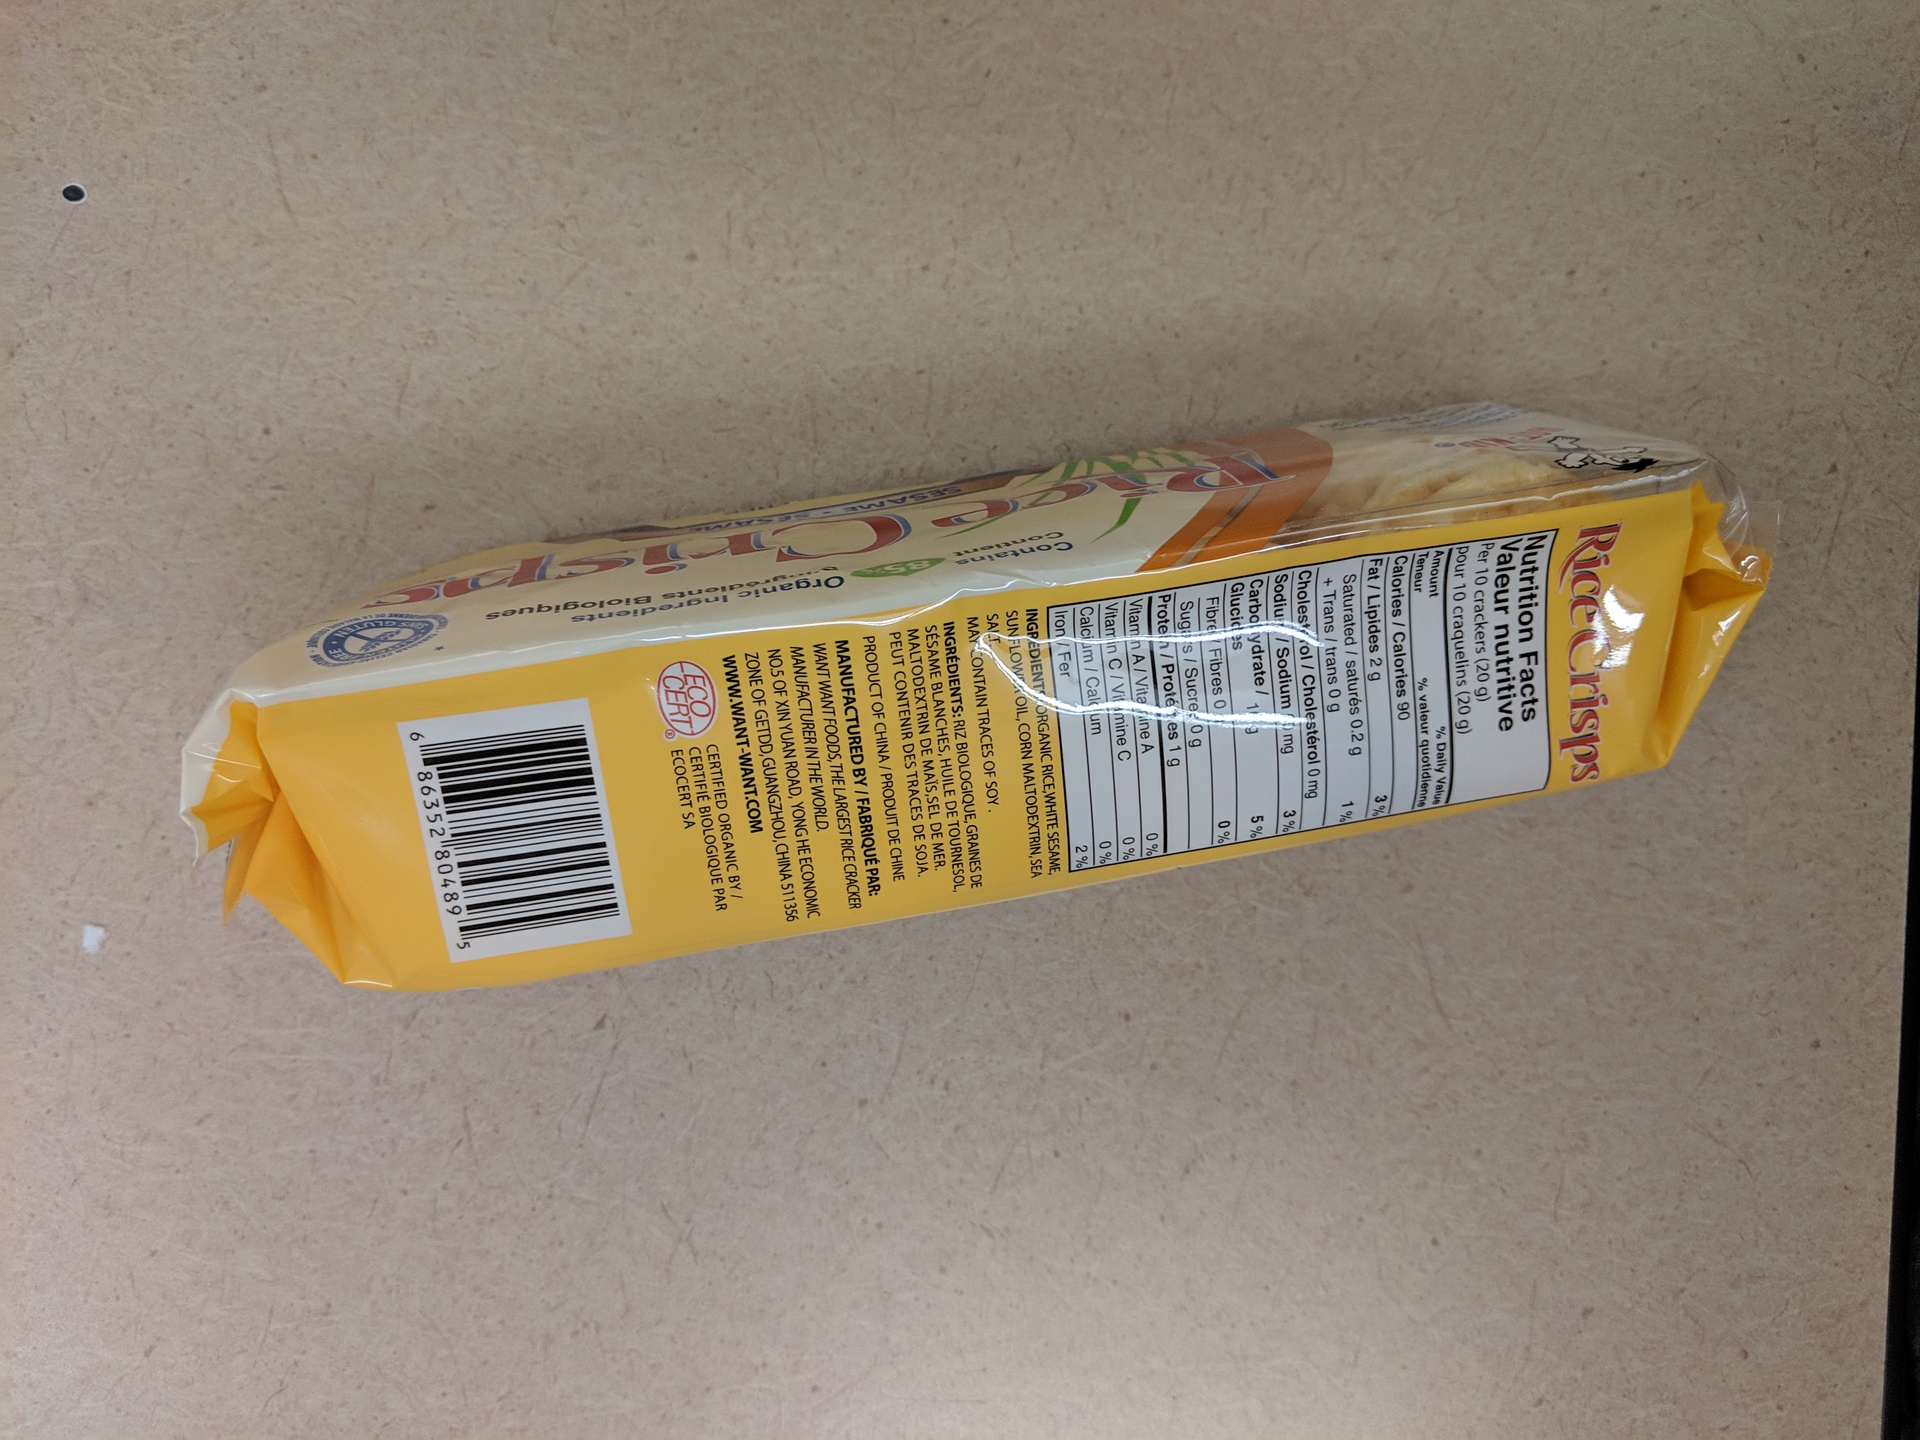 Rice Crisps
Nutrition Facts
Valeur nutritive
Per 10 crackers (20 g)
pour 10 craquelins (20 g)
Amount % Daily Value
Teneur % valeur quotidienne
Calories / Calories 90
Fat / Lipides 2 g 3 %
Saturated / saturés 0.2 g
+ Trans / trans 0 g 1 %
Cholesterol / Cholestérol 0 mg
Sodium / Sodium mg 3 %
Carbohydrate /
Glucides 5 %
Fibre / Fibres 0 0 %
Sugars / Sucres 0 g
Protein / Protéines 1 g
Vitamin A / Vitamine A 0 %
Vitamin C / Vitamine C 0 %
Calcium / Calcium 0 %
Iron / Fer 2 %
INGREDIENTS: ORGANIC RICE,WHITE SESAME,
SUNFLOWER OIL, CORN MALTODEXTRIN, SEA
SALT
MAY CONTAIN TRACES OF SOY .
INGRÉDIENTS: RIZ BIOLOGIQUE, GRAINES DE
SÉSAME BLANCHES, HUILE DE TOURNESOL,
MALTODEXTRIN DE MAÏS,SEL DE MER.
PEUT CONTENIR DES TRACES DE SOJA.
PRODUCT OF CHINA / PRODUIT DE CHINE
MANUFACTURED BY / FABRIQUÉ PAR:
WANT WANT FOODS, THE LARGEST RICE CRACKER
MANUFACTURER IN THE WORLD.
NO.5 OF XIN YUAN ROAD, YONG HE ECONOMIC
ZONE OF GETDD,GUANGZHOU, CHINA 511356
WWW.WANT-WANT.COM
CERTIFIED ORGANIC BY /
CERTIFIÉ BIOLOGIQUE PAR
ECOCERT SA
ECO
CERT®
6 86352 80489 5
Contains 85% Organic Ingredients
Contient Biologiques
Rice Crisps
SESAME • SÉSAME
GLUTEN FREE